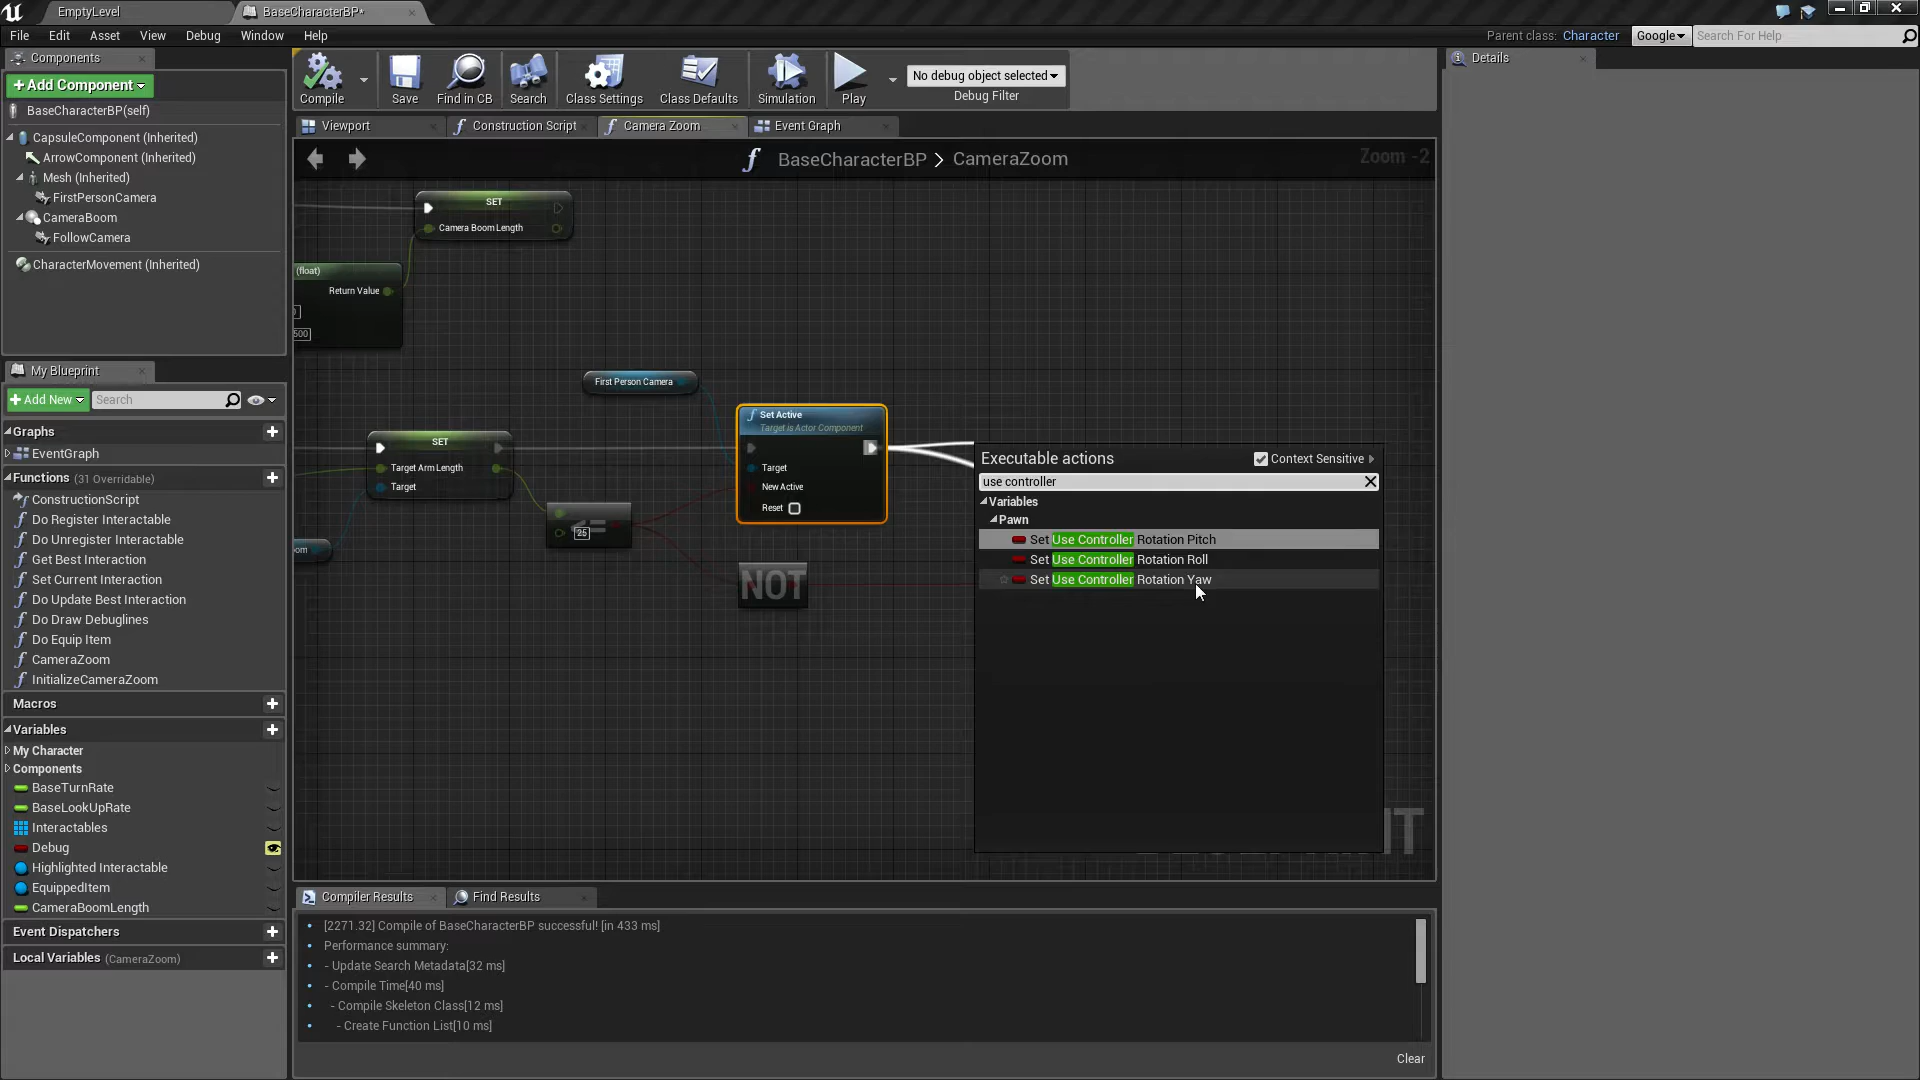 EmptyLevel
BaseCharacterBP*
File Edit Asset View Debug Window Help
Parent class: Character
Google
Search For Help
Components
+Add Component
BaseCharacterBP(self)
CapsuleComponent (Inherited)
ArrowComponent (Inherited)
Mesh (Inherited)
FirstPersonCamera
CameraBoom
FollowCamera
CharacterMovement (Inherited)
My Blueprint
+Add New
Search
Graphs
EventGraph
Functions (31 Overridable)
ConstructionScript
Do Register Interactable
Do Unregister Interactable
Get Best Interaction
Set Current Interaction
Do Update Best Interaction
Do Draw Debuglines
Do Equip Item
CameraZoom
InitializeCameraZoom
Macros
Variables
My Character
Components
BaseTurnRate
BaseLookUpRate
Interactables
Debug
Highlighted Interactable
EquippedItem
CameraBoomLength
Event Dispatchers
Local Variables (CameraZoom)
Compile
Save
Find in CB
Search
Class Settings
Class Defaults
Simulation
Play
No debug object selected
Debug Filter
Viewport
Construction Script
Camera Zoom
Event Graph
BaseCharacterBP > CameraZoom
Zoom -2
SET
Camera Boom Length
(float)
Return Value
500
First Person Camera
SET
Target Arm Length
Target
oom
<=
25
Set Active
Target is Actor Component
Target
New Active
Reset
NOT
Executable actions
Context Sensitive
use controller
Variables
Pawn
Set Use Controller Rotation Pitch
Set Use Controller Rotation Roll
Set Use Controller Rotation Yaw
Compiler Results
Find Results
[2271.32] Compile of BaseCharacterBP successful! [in 433 ms]
Performance summary:
- Update Search Metadata[32 ms]
- Compile Time[40 ms]
- Compile Skeleton Class[12 ms]
- Create Function List[10 ms]
Clear
Details